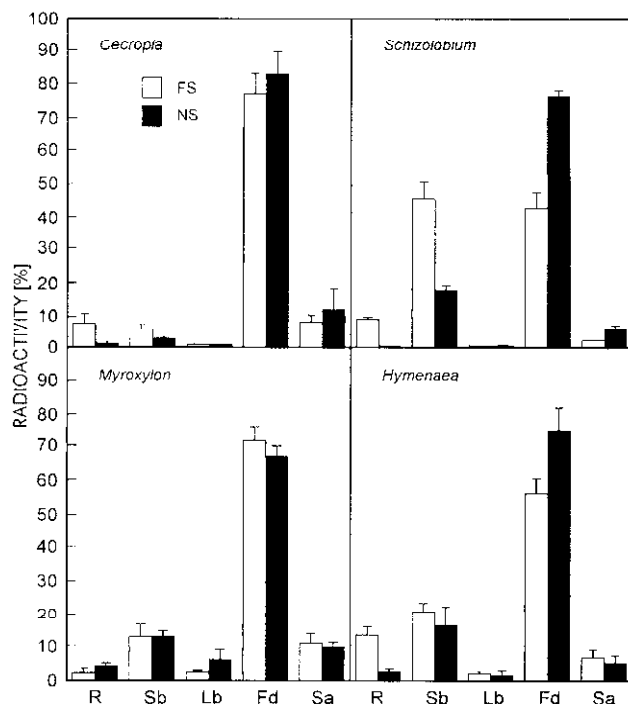 100
90
80
70
60
50
40
30
20
10
0
Cecropia
FS
NS
Schizolobium
RADIOACTIVITY [%]
90
80
70
60
50
40
30
20
10
0
Myroxylon
Hymenaea
R Sb Lb Fd Sa R Sb Lb Fd Sa